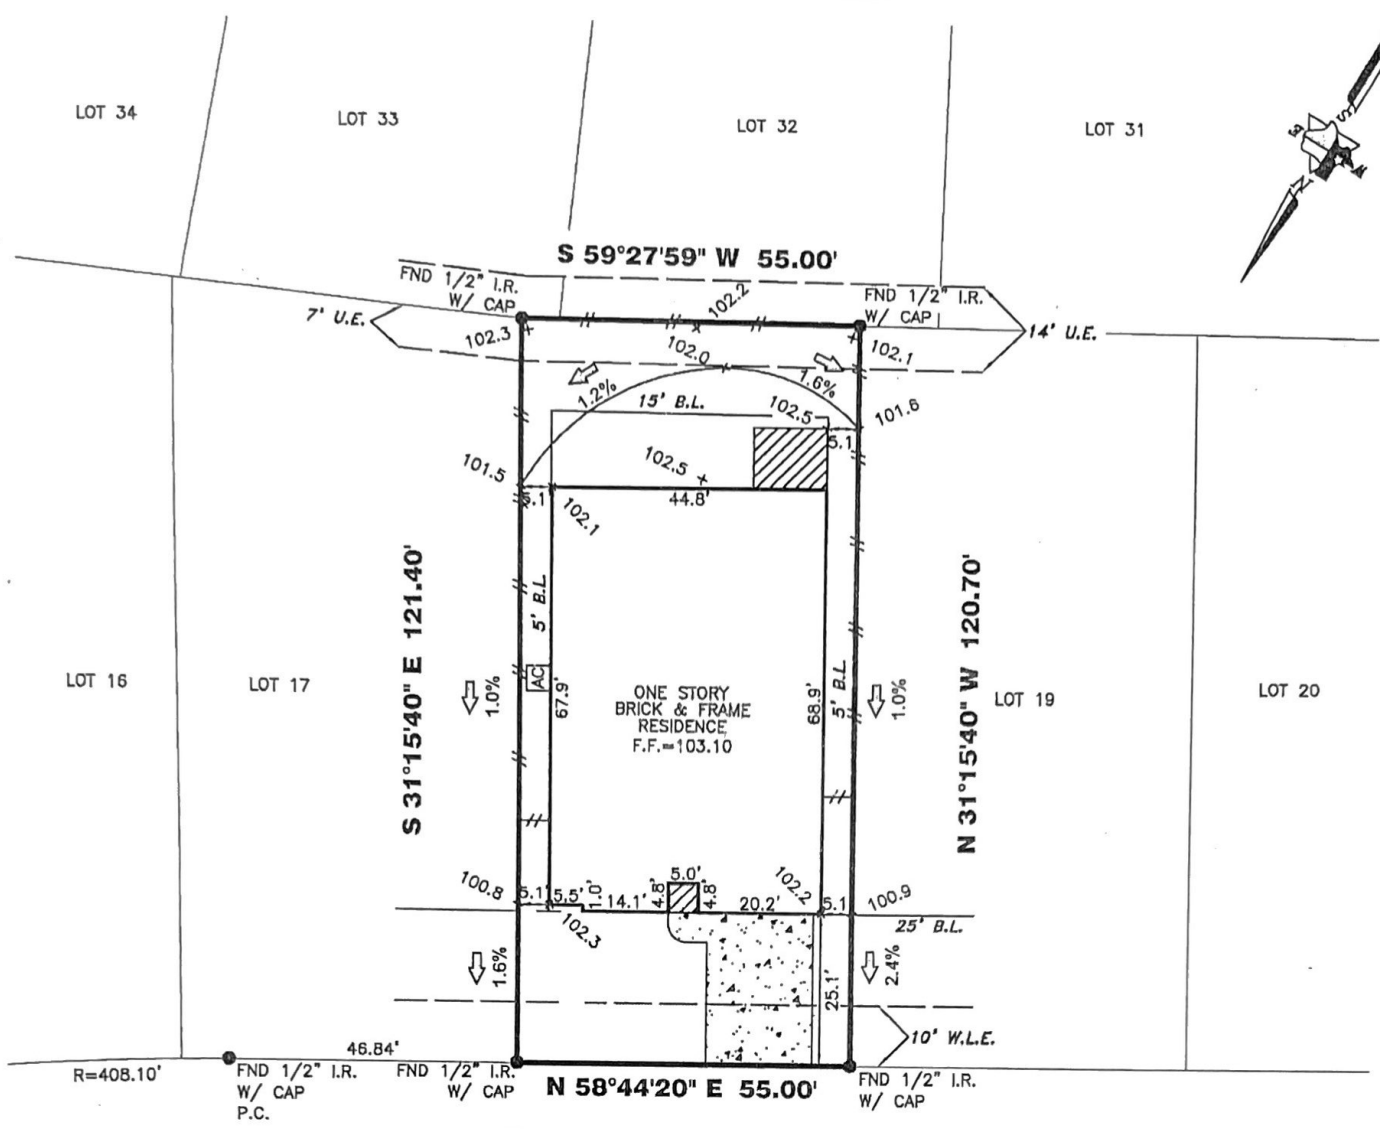 LOT 34
LOT 33
LOT 32
LOT 31
S
E
W
N
S 59°27'59" W 55.00'
FND 1/2" I.R.
W/ CAP
102.2
FND 1/2" I.R.
W/ CAP
7' U.E.
14' U.E.
102.3
102.0
102.1
1.2%
1.6%
15' B.L.
102.5
101.6
5.1
101.5
102.5
5.1
44.8'
102.1
S 31°15'40" E 121.40'
5' B.L
N 31°15'40" W 120.70'
LOT 16
LOT 17
1.0%
AC
67.9'
ONE STORY
BRICK & FRAME
RESIDENCE
F.F.=103.10
68.9'
5' B.L
1.0%
LOT 19
LOT 20
100.8
5.1'
5.5'
1.0'
14.1'
4.8'
5.0'
4.8'
20.2'
102.2
5.1
100.9
102.3
25' B.L.
1.6%
2.4%
25.1'
10' W.L.E.
46.84'
R=408.10'
FND 1/2" I.R.
W/ CAP
P.C.
FND 1/2" I.R.
W/ CAP
N 58°44'20" E 55.00'
FND 1/2" I.R.
W/ CAP